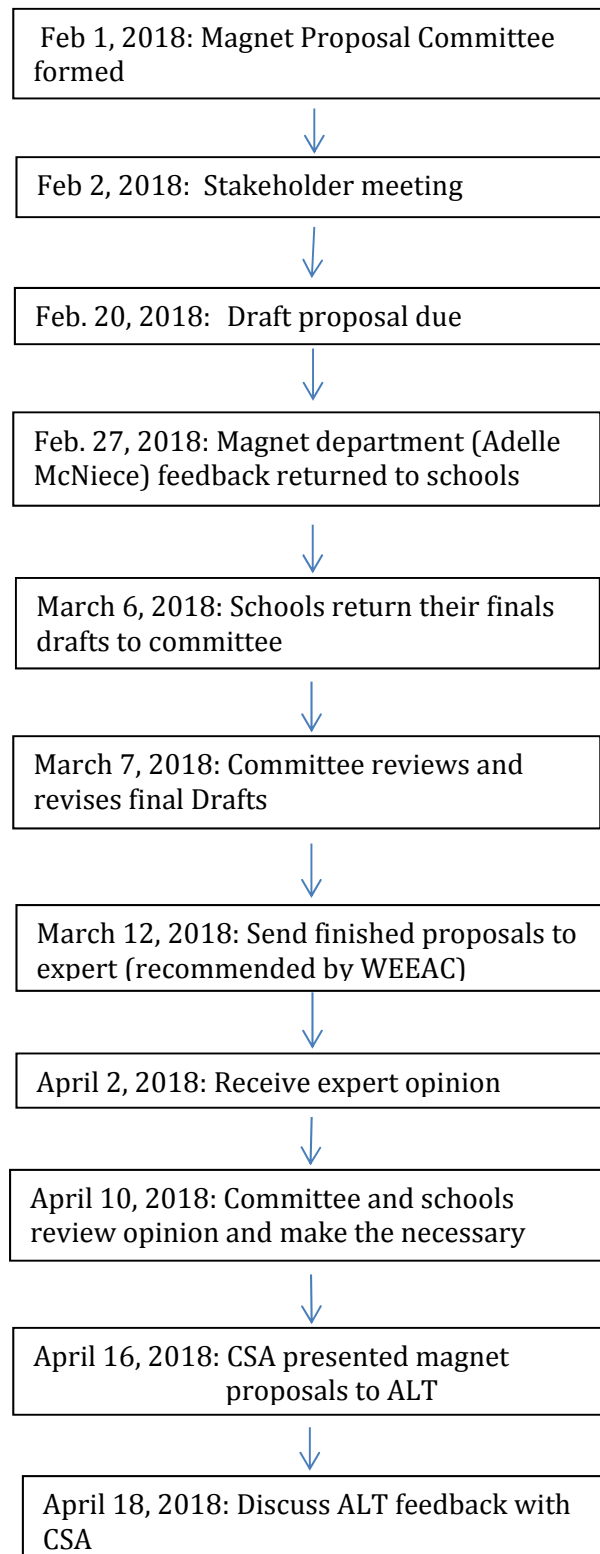 Feb 1, 2018: Magnet Proposal Committee
formed
Feb 2, 2018: Stakeholder meeting
Feb. 20, 2018: Draft proposal due
Feb. 27, 2018: Magnet department (Adelle
McNiece) feedback returned to schools
March 6, 2018: Schools return their finals
drafts to committee
March 7, 2018: Committee reviews and
revises final Drafts
March 12, 2018: Send finished proposals to
expert (recommended by WEEAC)
April 2, 2018: Receive expert opinion
April 10, 2018: Committee and schools
review opinion and make the necessary
April 16, 2018: CSA presented magnet
proposals to ALT
April 18, 2018: Discuss ALT feedback with
CSA